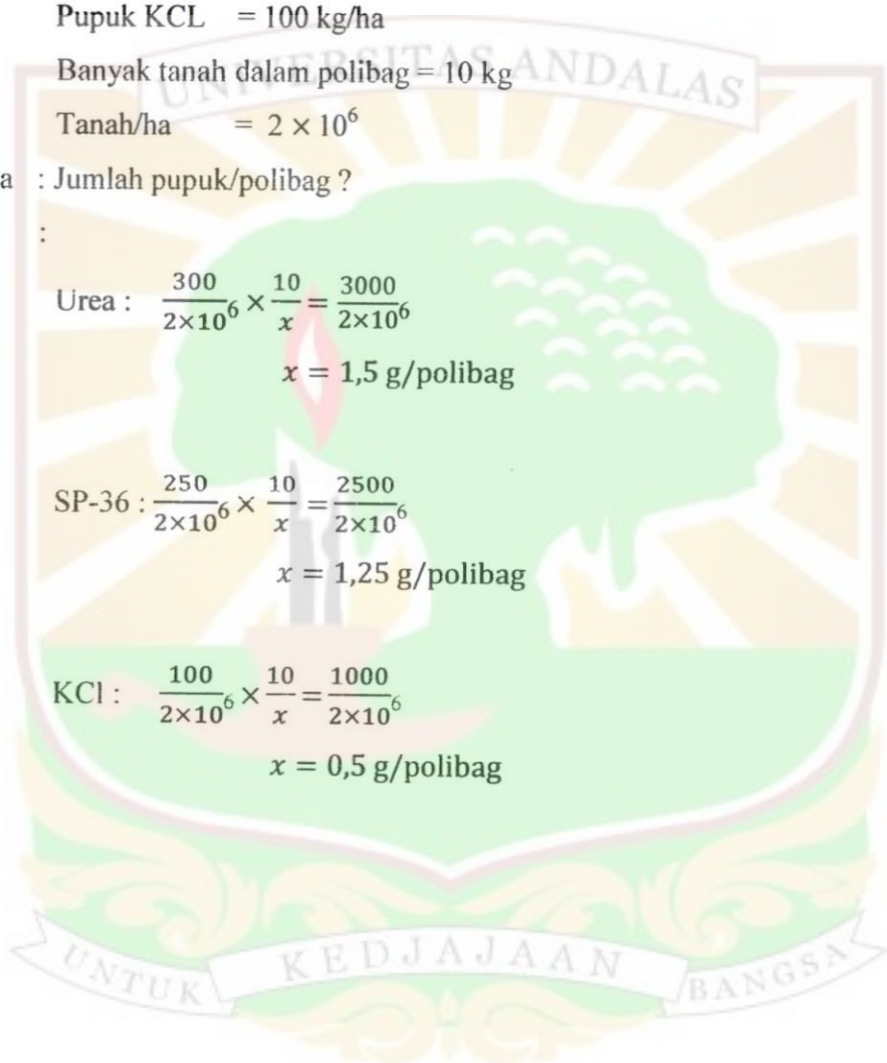 Pupuk KCL = 100 kg/ha
UNIVERSITAS ANDALAS
Banyak tanah dalam polibag = 10 kg
Tanah/ha = 2 × 10⁶
a : Jumlah pupuk/polibag ?
:
Urea : 300/2×10⁶ × 10/x = 3000/2×10⁶
x = 1,5 g/polibag
SP-36 : 250/2×10⁶ × 10/x = 2500/2×10⁶
x = 1,25 g/polibag
KCl : 100/2×10⁶ × 10/x = 1000/2×10⁶
x = 0,5 g/polibag
UNTUK KEDJAJAAN BANGSA